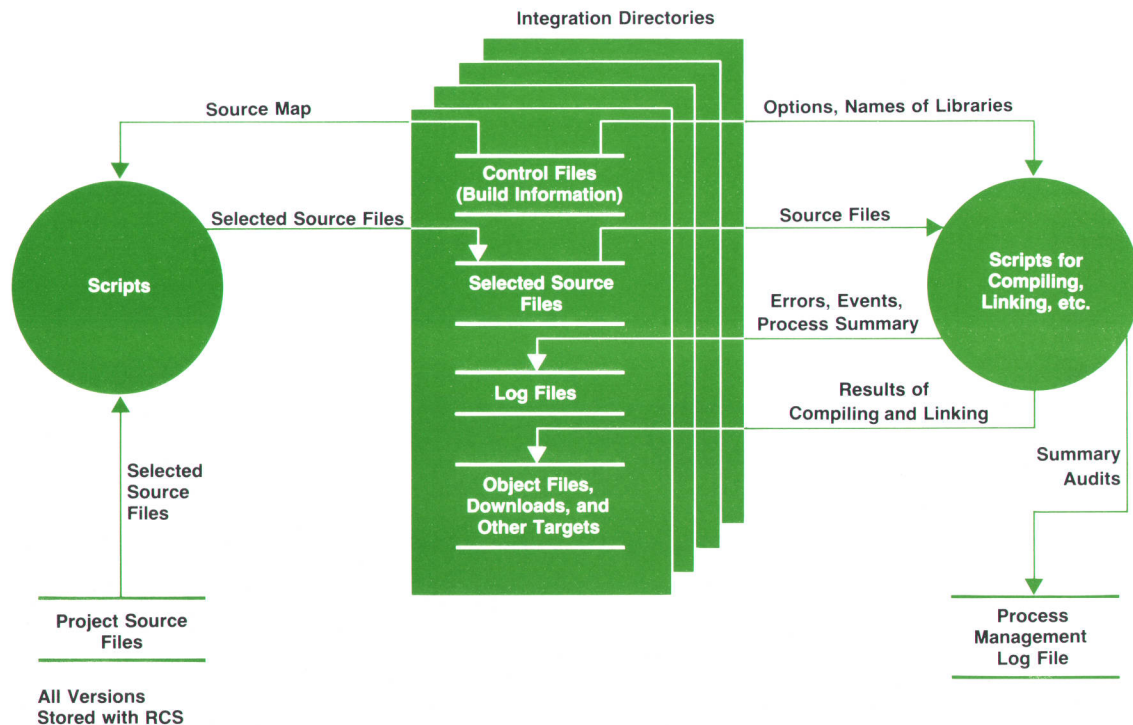 Integration Directories
Source Map
Options, Names of Libraries
Control Files
(Build Information)
Selected Source Files
Source Files
Scripts
Selected Source
Files
Scripts for
Compiling,
Linking, etc.
Errors, Events,
Process Summary
Log Files
Results of
Compiling and Linking
Selected
Source
Files
Object Files,
Downloads, and
Other Targets
Summary
Audits
Project Source
Files
Process
Management
Log File
All Versions
Stored with RCS